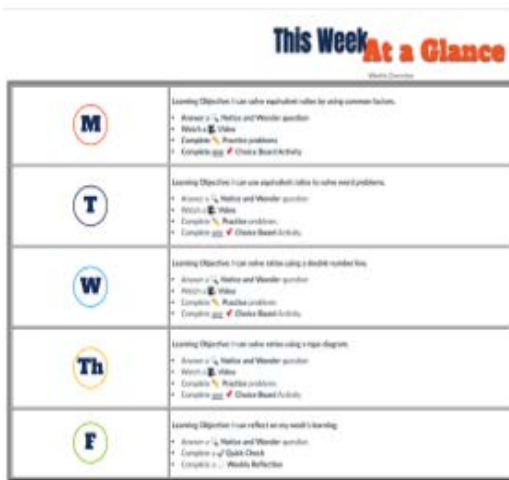 This Week At a Glance
Weekly Overview
M
Learning Objective: I can solve equivalent ratios by using common factors.
Answer a Notice and Wonder question
Watch a Video
Complete Practice problems
Complete one Choice Board Activity
T
Learning Objective: I can use equivalent ratios to solve word problems.
Answer a Notice and Wonder question
Watch a Video
Complete Practice problems
Complete one Choice Board Activity
W
Learning Objective: I can solve ratios using a double number line.
Answer a Notice and Wonder question
Watch a Video
Complete Practice problems
Complete one Choice Board Activity
Th
Learning Objective: I can solve ratios using a tape diagram.
Answer a Notice and Wonder question
Watch a Video
Complete Practice problems
Complete one Choice Board Activity
F
Learning Objective: I can reflect on my week's learning.
Answer a Notice and Wonder question
Complete a Quick Check
Complete a Weekly Reflection